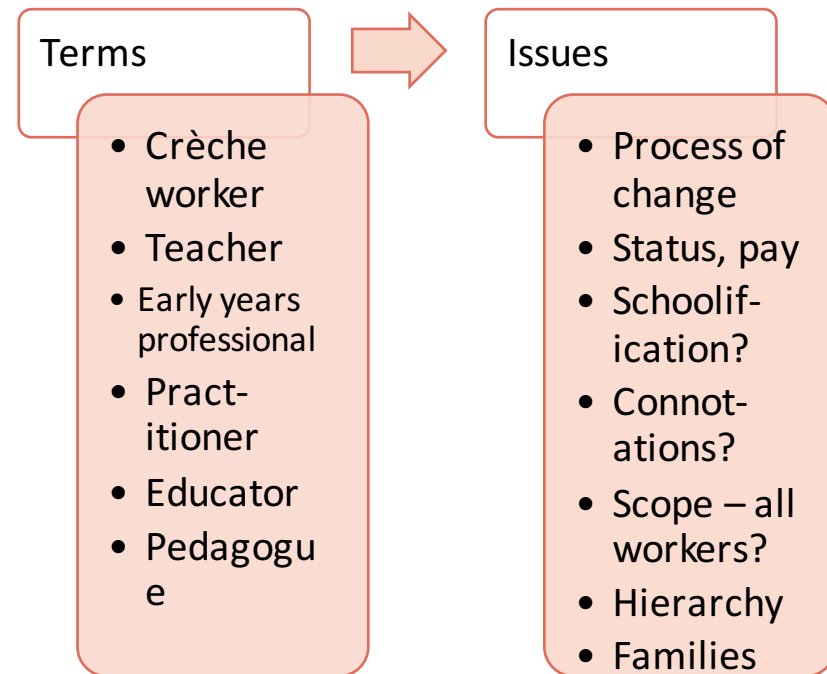 Terms
• Crèche
worker
• Teacher
• Early years
professional
• Pract-
itioner
• Educator
• Pedagogu
e
Issues
• Process of
change
• Status, pay
• Schoolif-
ication?
• Connot-
ations?
• Scope – all
workers?
• Hierarchy
• Families